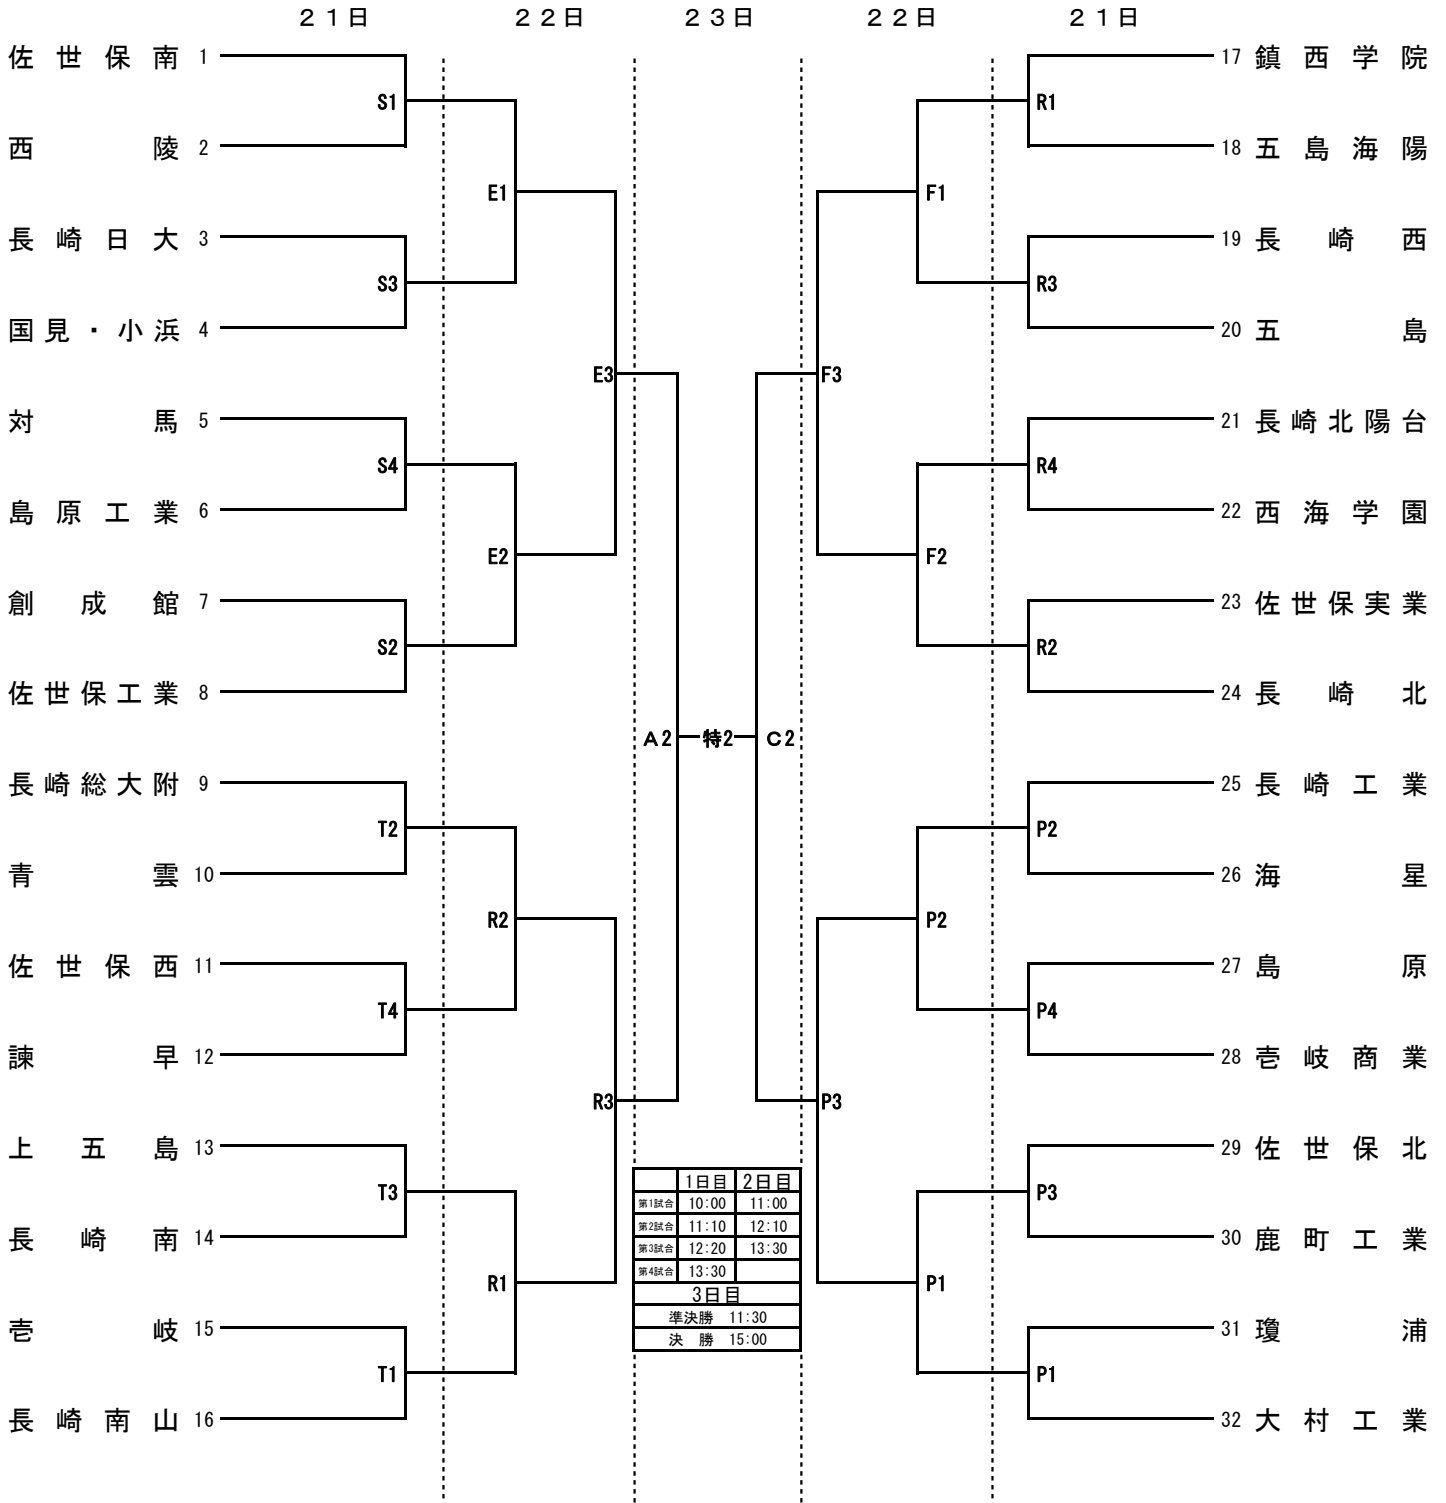 21日 22日 23日 22日 21日
佐世保南 1 17 鎮西学院
S1 R1
西陵 2 18 五島海陽
E1 F1
長崎日大 3 19 長崎西
S3 R3
国見・小浜 4 20 五島
E3 F3
対馬 5 21 長崎北陽台
S4 R4
島原工業 6 22 西海学園
E2 F2
創成館 7 23 佐世保実業
S2 R2
佐世保工業 8 24 長崎北
A2 特2 C2
長崎総大附 9 25 長崎工業
T2 P2
青雲 10 26 海星
R2 P2
佐世保西 11 27 島原
T4 P4
諫早 12 28 壱岐商業
R3 P3
上五島 13 29 佐世保北
T3 P3
長崎南 14 30 鹿町工業
R1 P1
壱岐 15 31 瓊浦
T1 P1
長崎南山 16 32 大村工業
1日目 2日目
第1試合 10:00 11:00
第2試合 11:10 12:10
第3試合 12:20 13:30
第4試合 13:30
3日目
準決勝 11:30
決勝 15:00